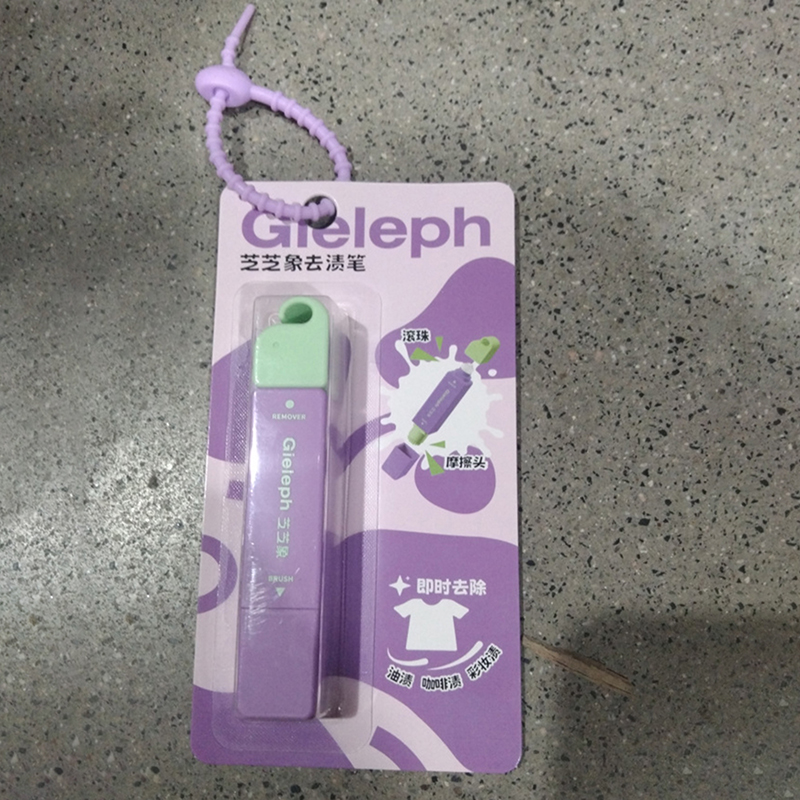 Gieleph
芝芝象去渍笔
滚珠
REMOVER
Gieleph 芝芝象
摩擦头
BRUSH
即时去除
油渍 咖啡渍 彩妆渍